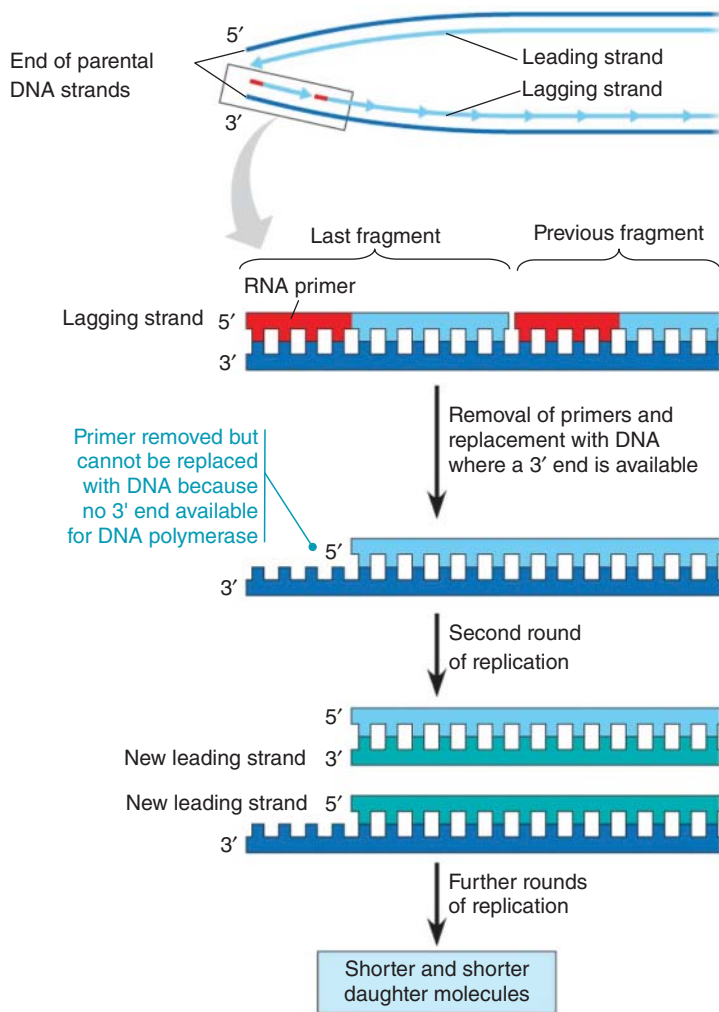 5′
End of parental
DNA strands
Leading strand
Lagging strand
3′
Last fragment
Previous fragment
RNA primer
Lagging strand
5′
3′
Removal of primers and
replacement with DNA
where a 3′ end is available
Primer removed but
cannot be replaced
with DNA because
no 3' end available
for DNA polymerase
5′
3′
Second round
of replication
5′
New leading strand
3′
New leading strand
5′
3′
Further rounds
of replication
Shorter and shorter
daughter molecules